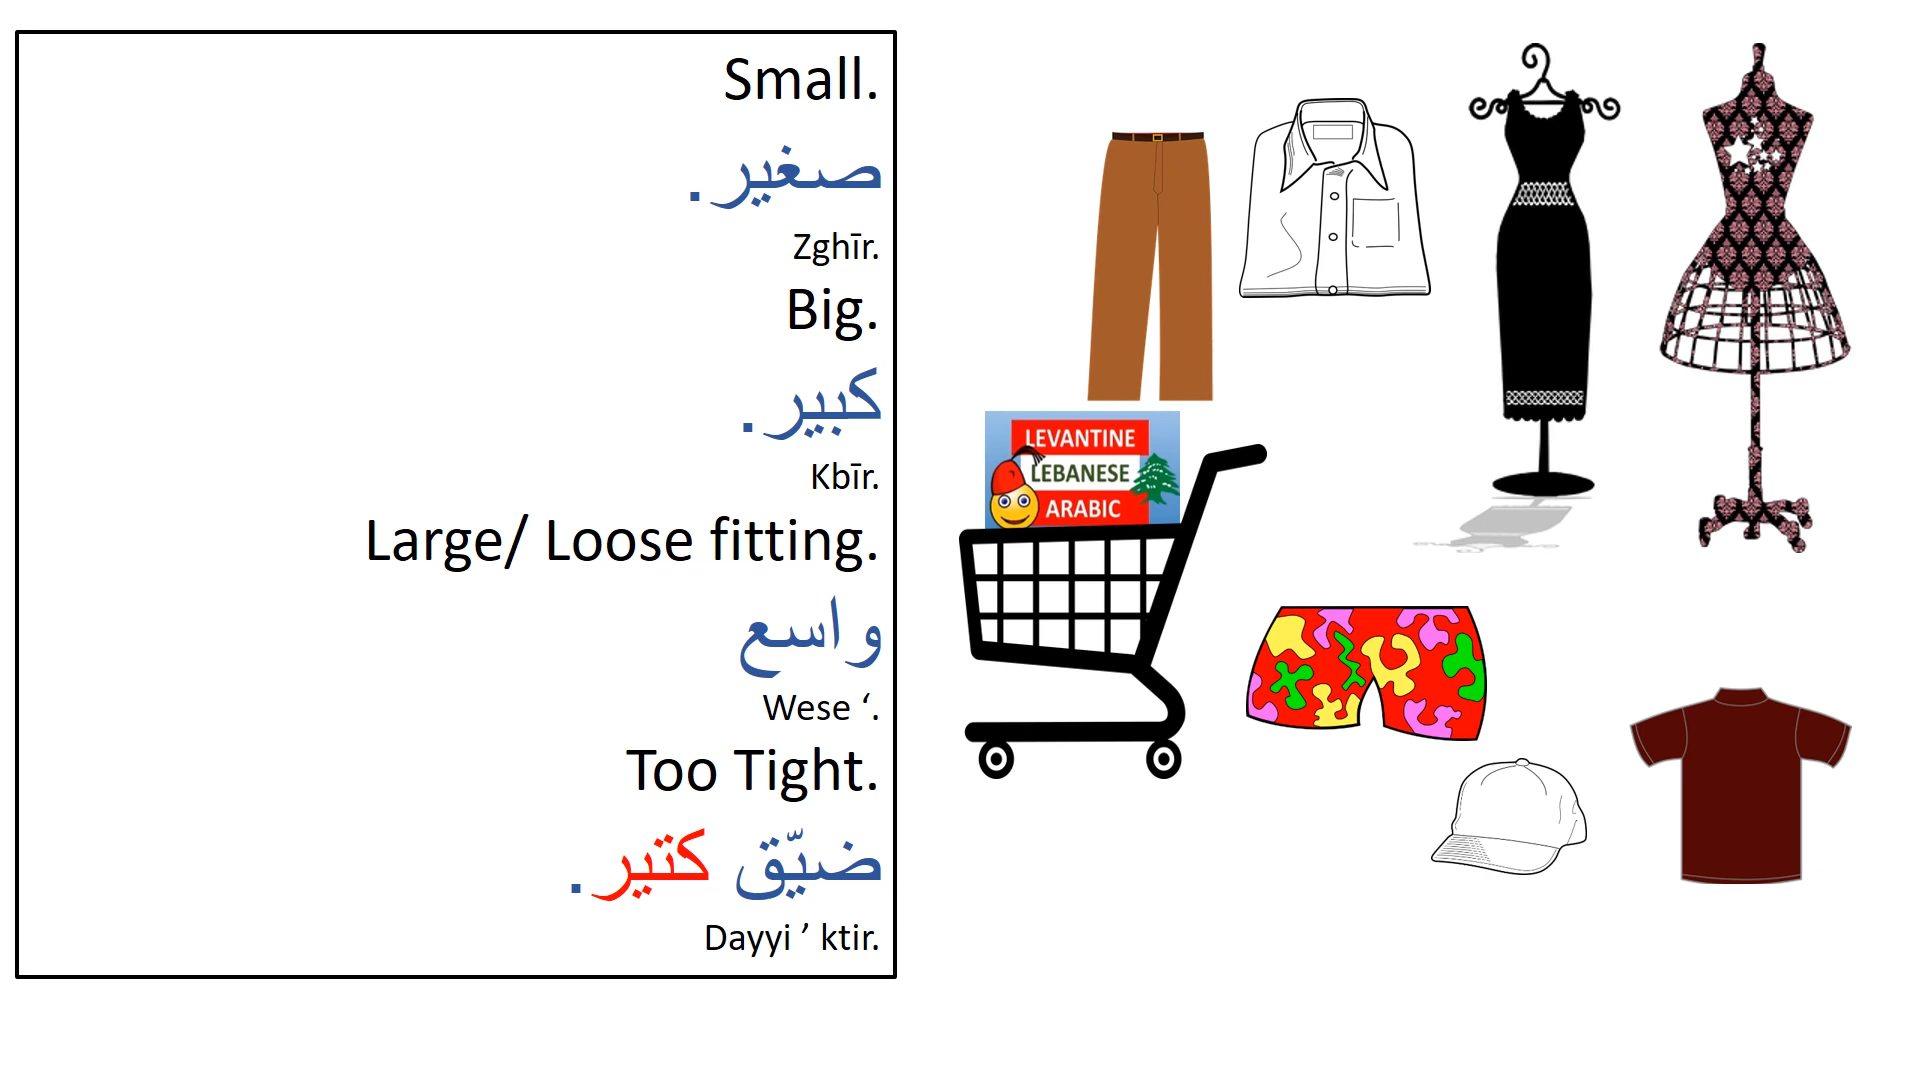 Small.
صغير.
Zghīr.
Big.
كبير.
Kbīr.
Large/ Loose fitting.
واسع
Wese ‘.
Too Tight.
ضيّق كتير.
Dayyi ’ ktir.
LEVANTINE
LEBANESE
ARABIC